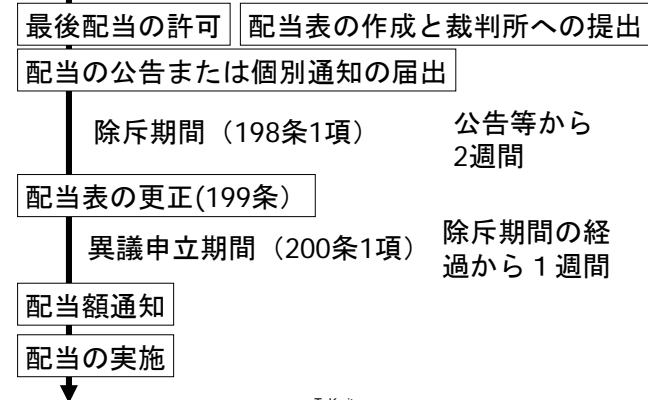 最後配当の許可 配当表の作成と裁判所への提出
配当の公告または個別通知の届出
除斥期間（198条1項） 公告等から
2週間
配当表の更正(199条）
異議申立期間（200条1項） 除斥期間の経
過から１週間
配当額通知
配当の実施